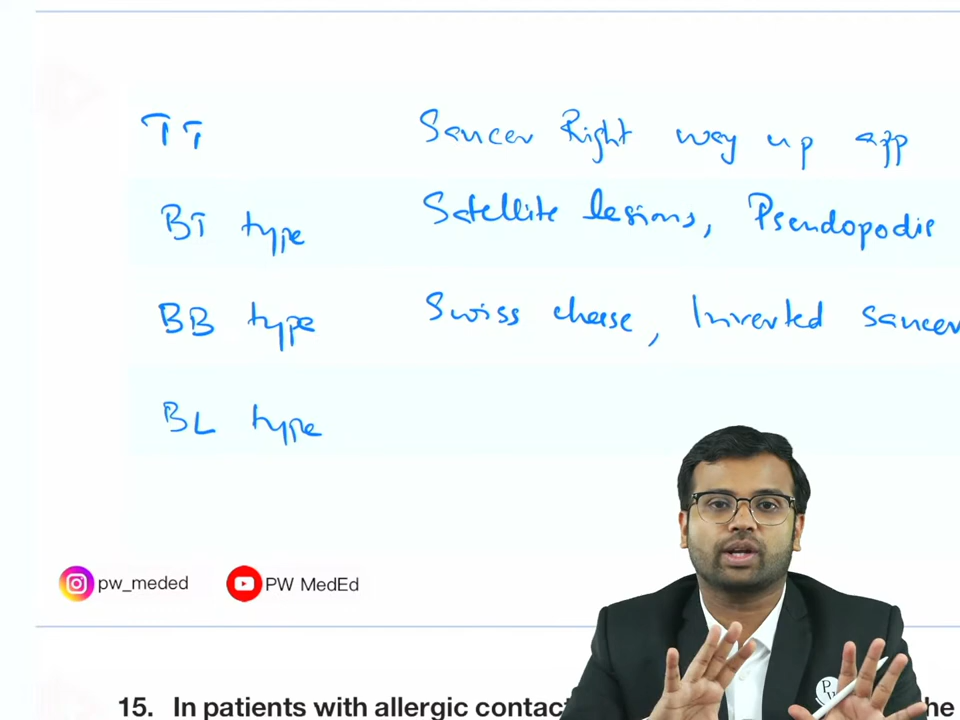 TT Saucer Right way up app
BT type Satellite lesions, Pseudopodia
BB type Swiss cheese, Inverted saucer
BL type
pw_meded PW MedEd
15. In patients with allergic contac he